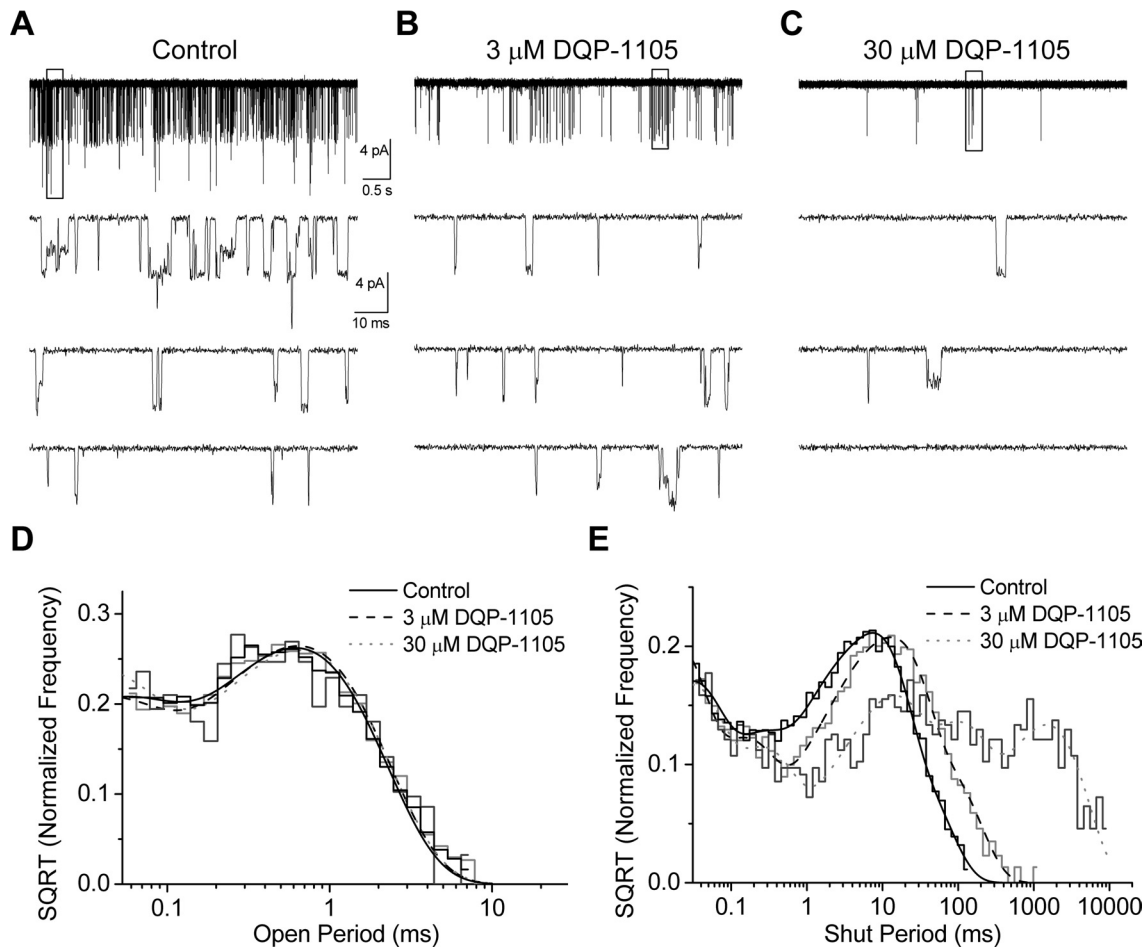 A
Control
B
3 μM DQP-1105
C
30 μM DQP-1105
4 pA
0.5 s
4 pA
10 ms
D
SQRT (Normalized Frequency)
0.3
0.2
0.1
0.0
0.1
1
10
Open Period (ms)
Control
3 μM DQP-1105
30 μM DQP-1105
E
SQRT (Normalized Frequency)
0.2
0.1
0.0
0.1
1
10
100
1000
10000
Shut Period (ms)
Control
3 μM DQP-1105
30 μM DQP-1105